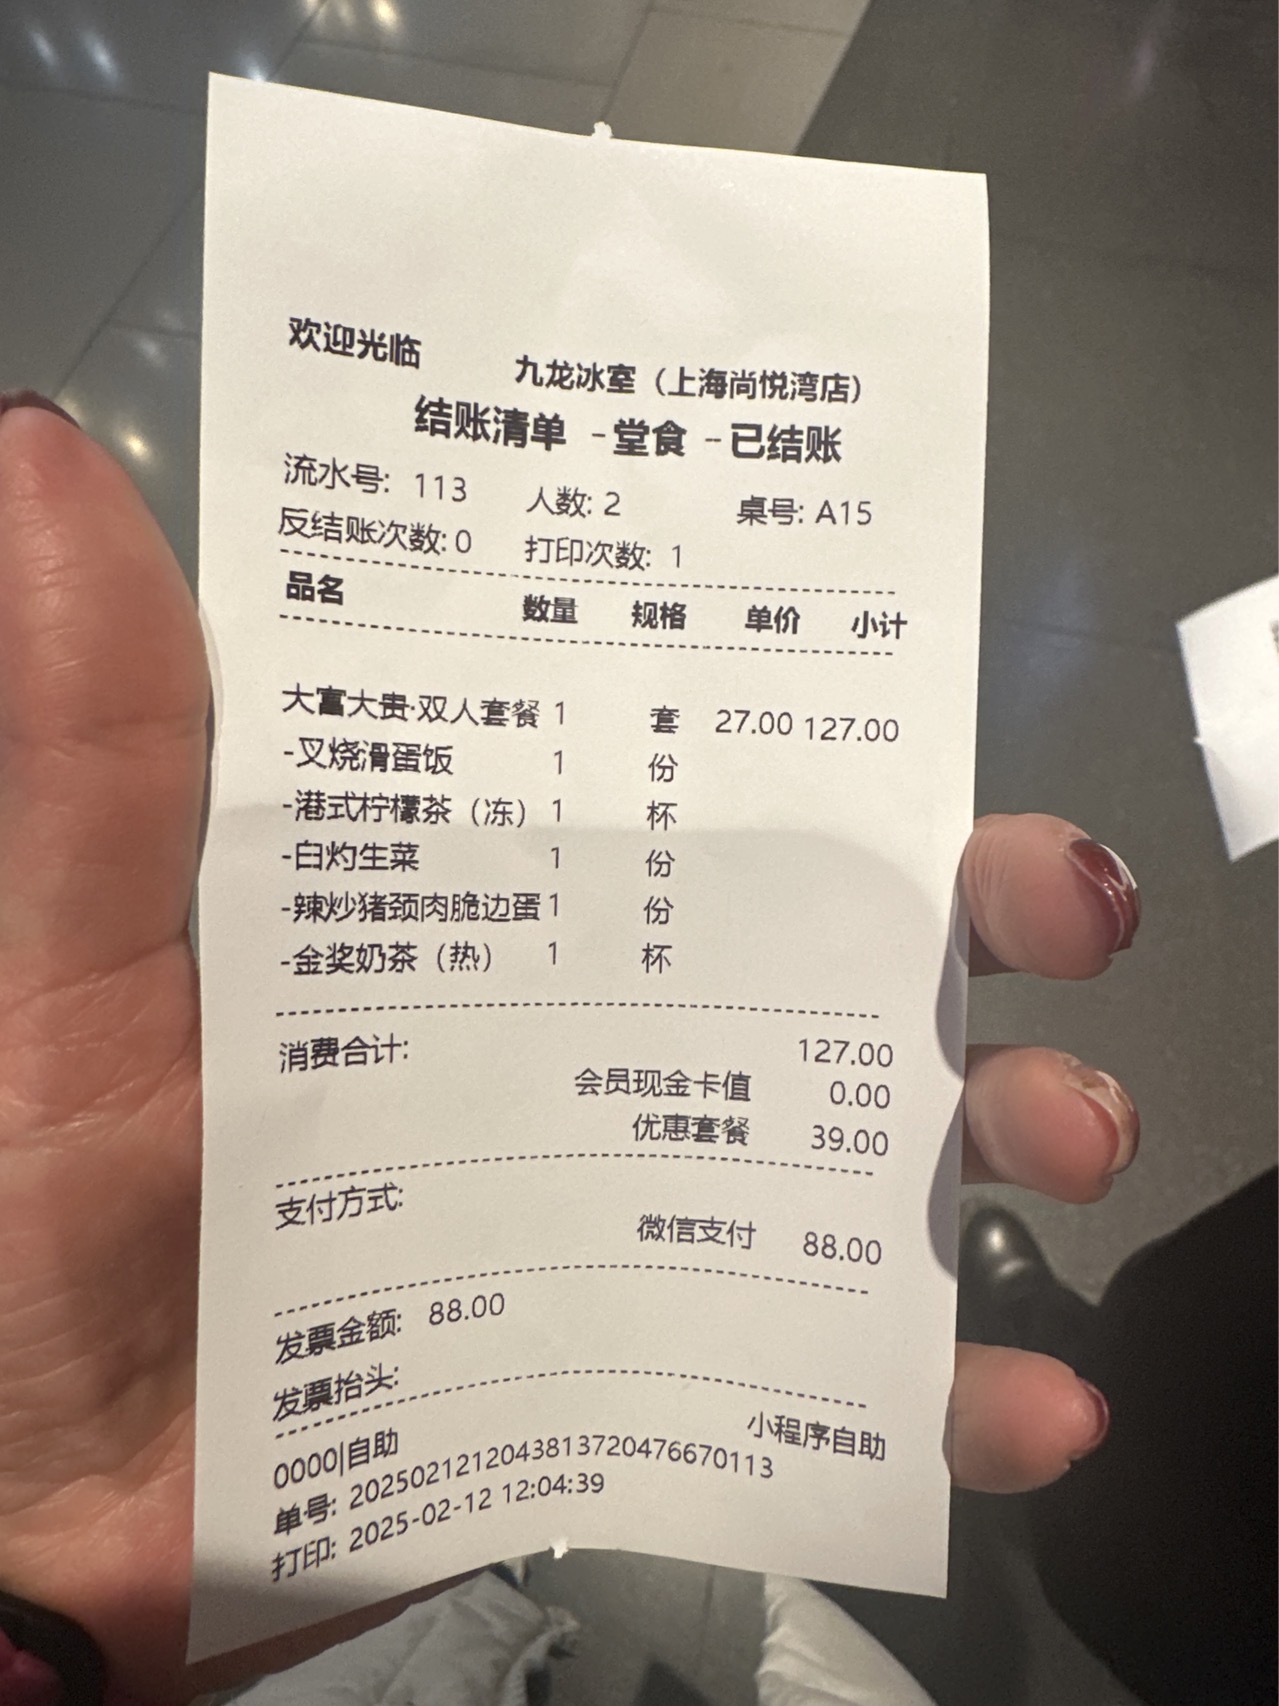 欢迎光临
九龙冰室（上海尚悦湾店）
结账清单 -堂食 --已结账
流水号: 113 人数: 2 桌号: A15
反结账次数: 0 打印次数: 1
品名 数量 规格 单价 小计
大富大贵·双人套餐 1 套 27.00 127.00
-叉烧滑蛋饭 1 份
-港式柠檬茶（冻） 1 杯
-白灼生菜 1 份
-辣炒猪颈肉脆边蛋 1 份
-金奖奶茶（热） 1 杯
消费合计: 127.00
会员现金卡值 0.00
优惠套餐 39.00
支付方式:
微信支付 88.00
发票金额: 88.00
发票抬头:
0000|自助 小程序自助
单号: 2025021212043813720476670113
打印: 2025-02-12 12:04:39